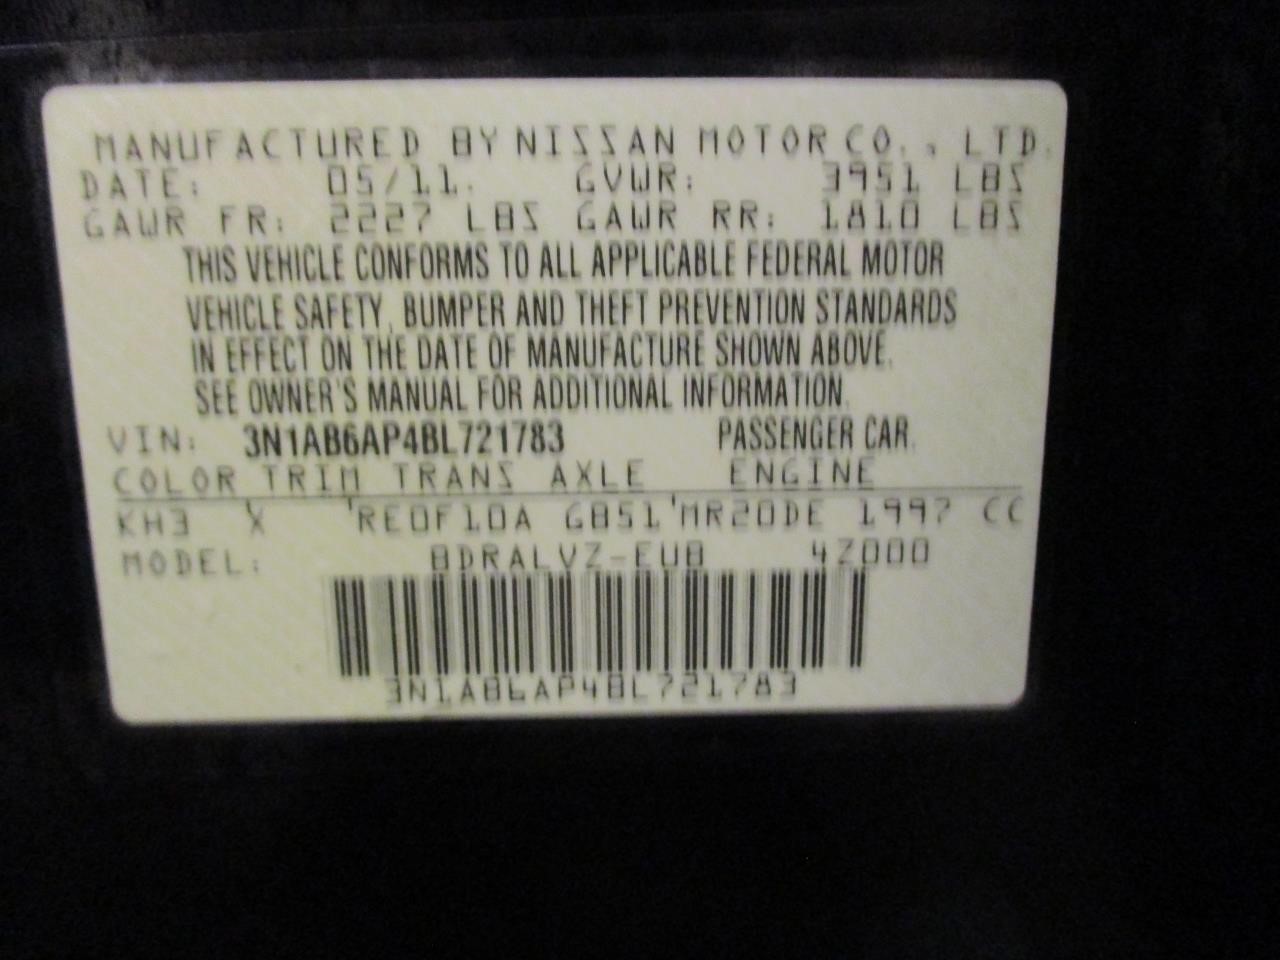 MANUFACTURED BY NISSAN MOTOR CO., LTD.
DATE: 05/11. GVWR: 3951 LBS
GAWR FR: 2227 LBS GAWR RR: 1810 LBS
THIS VEHICLE CONFORMS TO ALL APPLICABLE FEDERAL MOTOR
VEHICLE SAFETY, BUMPER AND THEFT PREVENTION STANDARDS
IN EFFECT ON THE DATE OF MANUFACTURE SHOWN ABOVE.
SEE OWNER'S MANUAL FOR ADDITIONAL INFORMATION.
VIN: 3N1AB6AP4BL721783 PASSENGER CAR.
COLOR TRIM TRANS AXLE ENGINE
KH3 X 'RE0F10A GB51'MR20DE 1997 CC
MODEL: BDRALVZ-EUB 4Z000
3N1AB6AP4BL721783